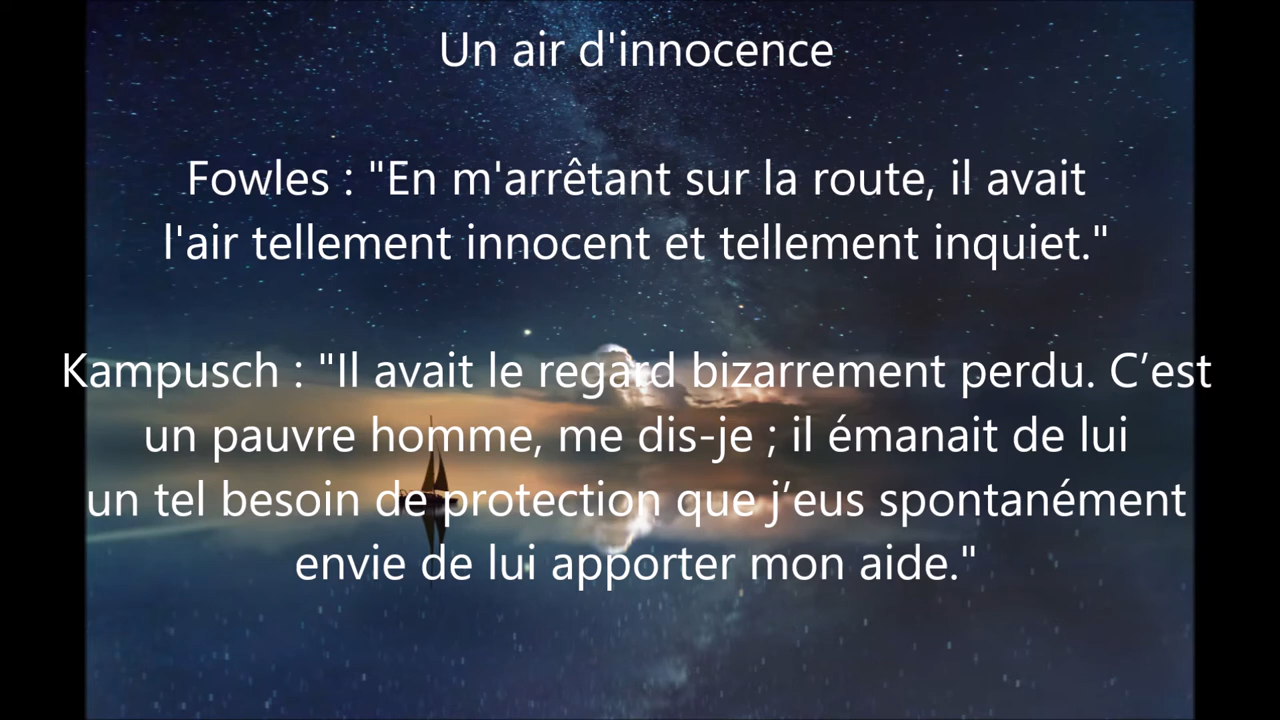 Un air d'innocence
Fowles : "En m'arrêtant sur la route, il avait
l'air tellement innocent et tellement inquiet."
Kampusch : "Il avait le regard bizarrement perdu. C’est
un pauvre homme, me dis-je ; il émanait de lui
un tel besoin de protection que j’eus spontanément
envie de lui apporter mon aide."